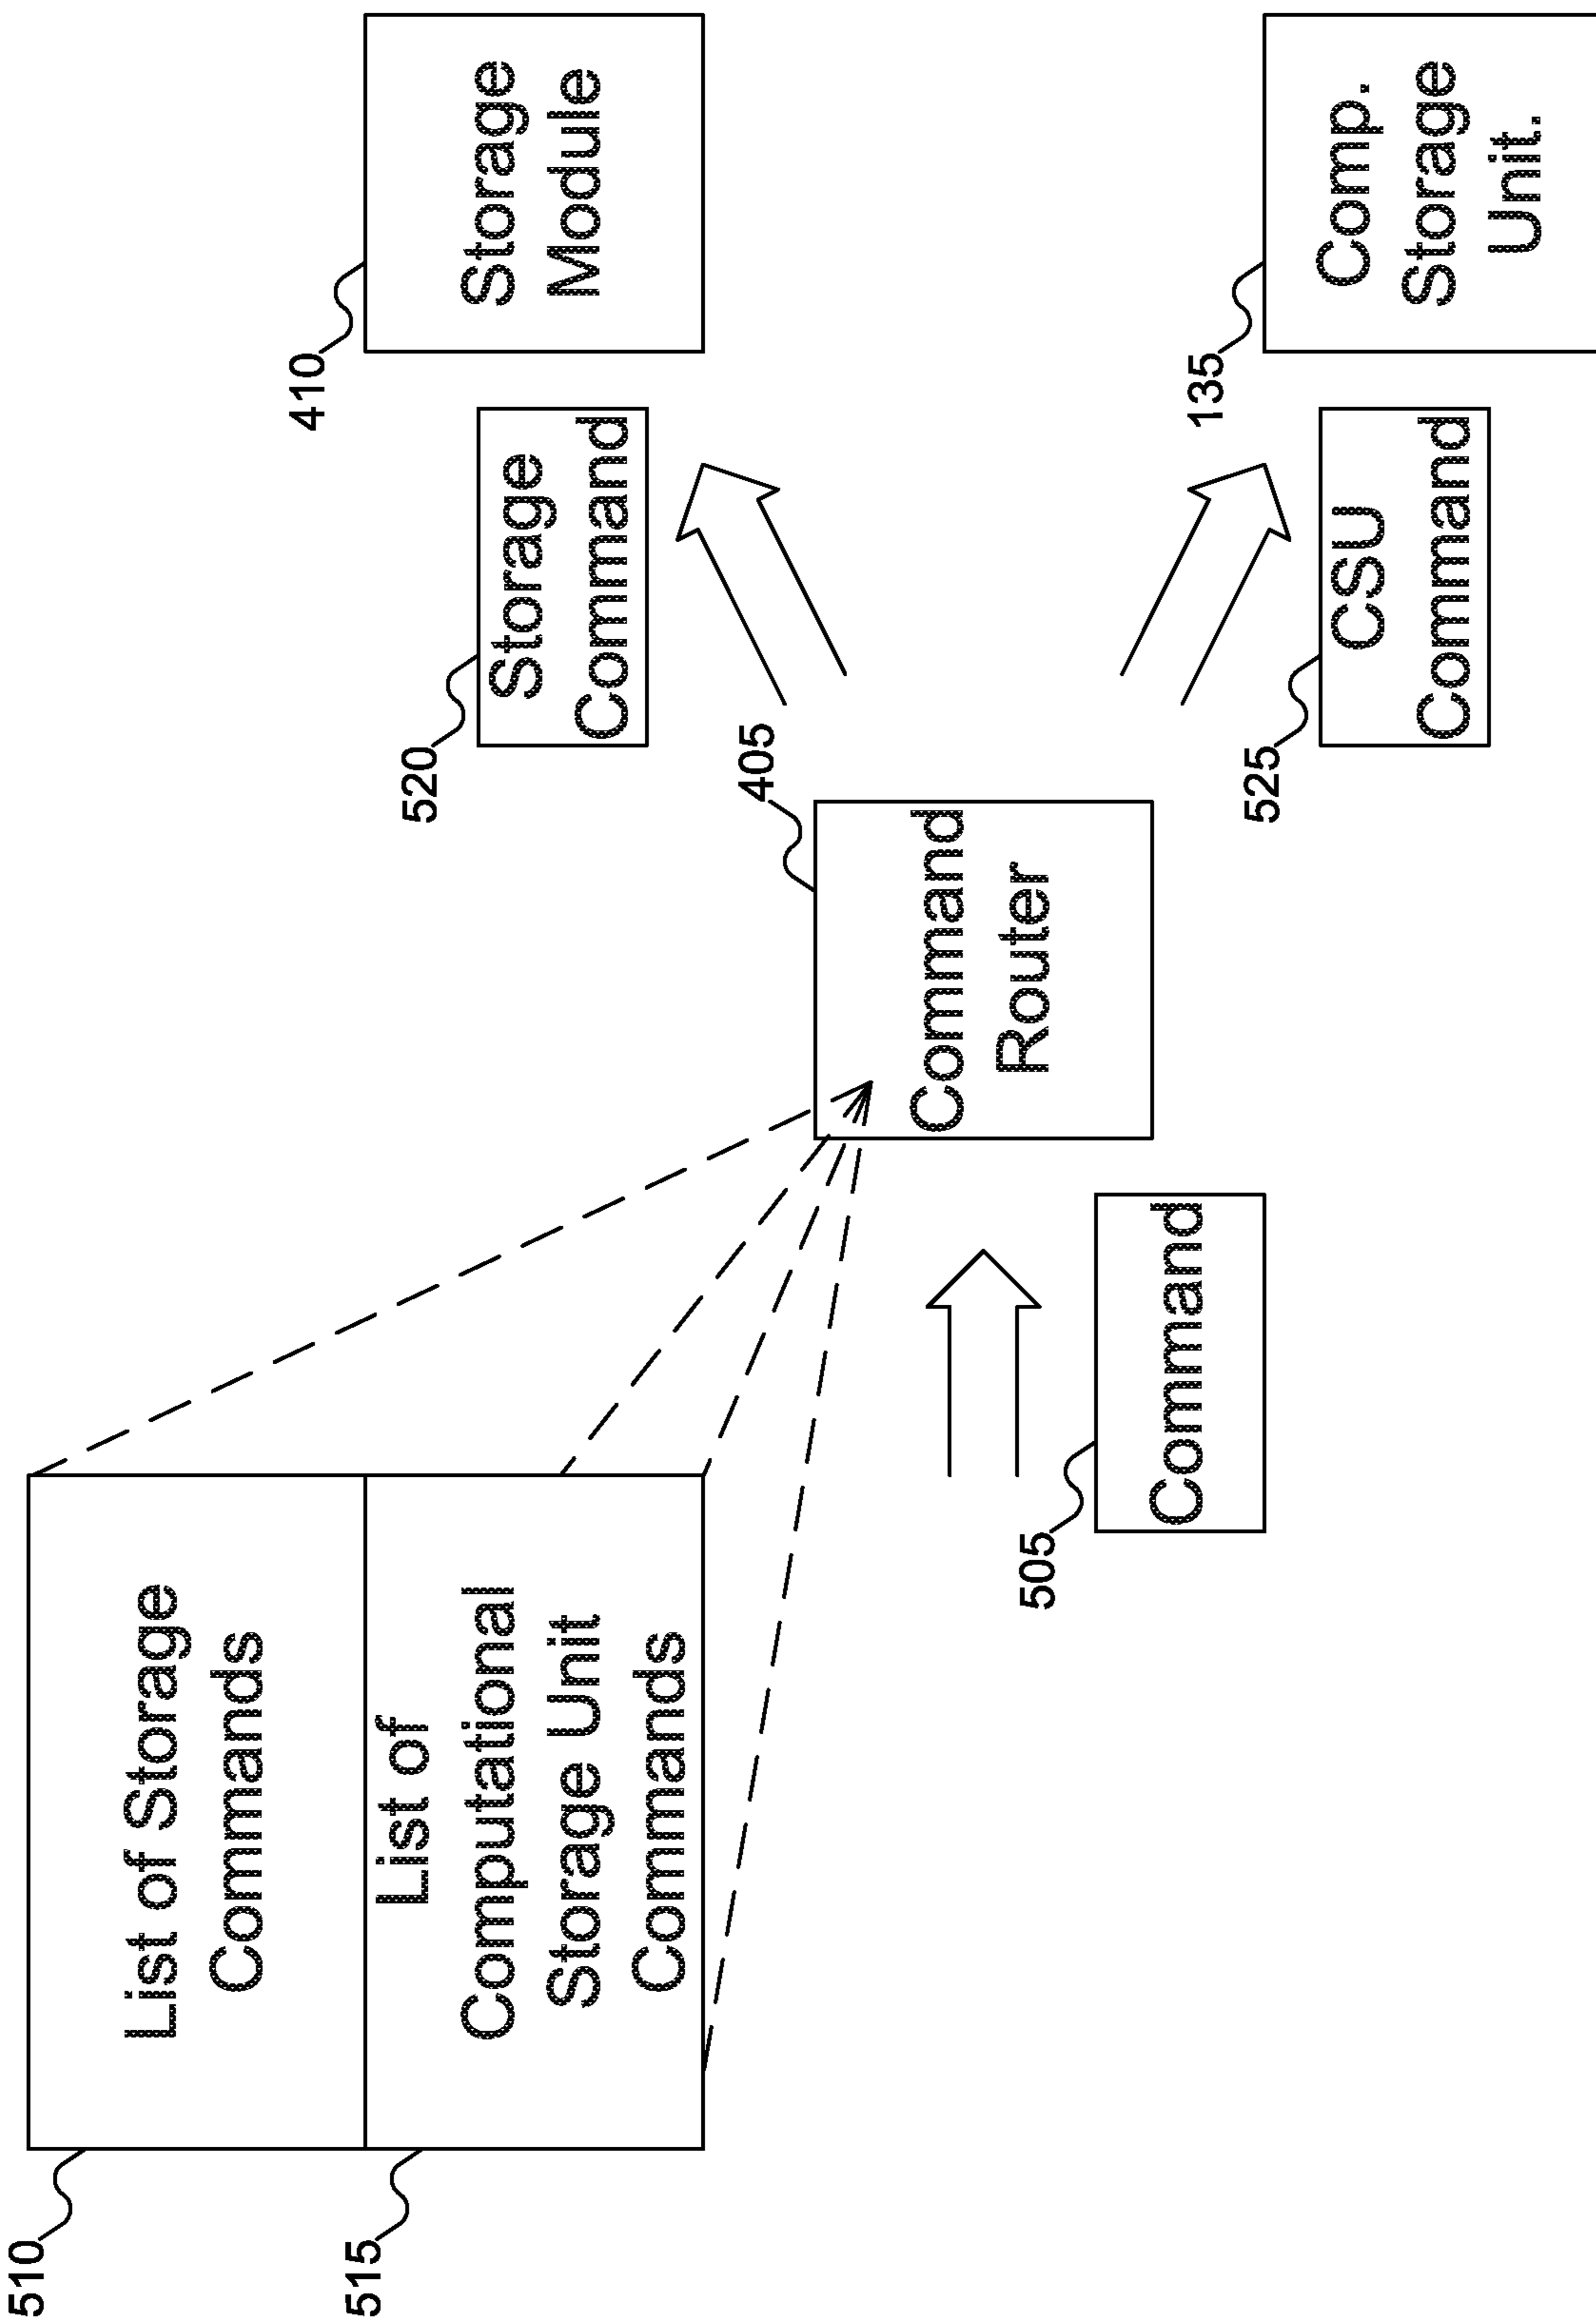 510
List of Storage
Commands
515
List of
Computational
Storage Unit
Commands
505
Command
405
Command
Router
520
Storage
Command
410
Storage
Module
525
CSU
Command
135
Comp.
Storage
Unit.